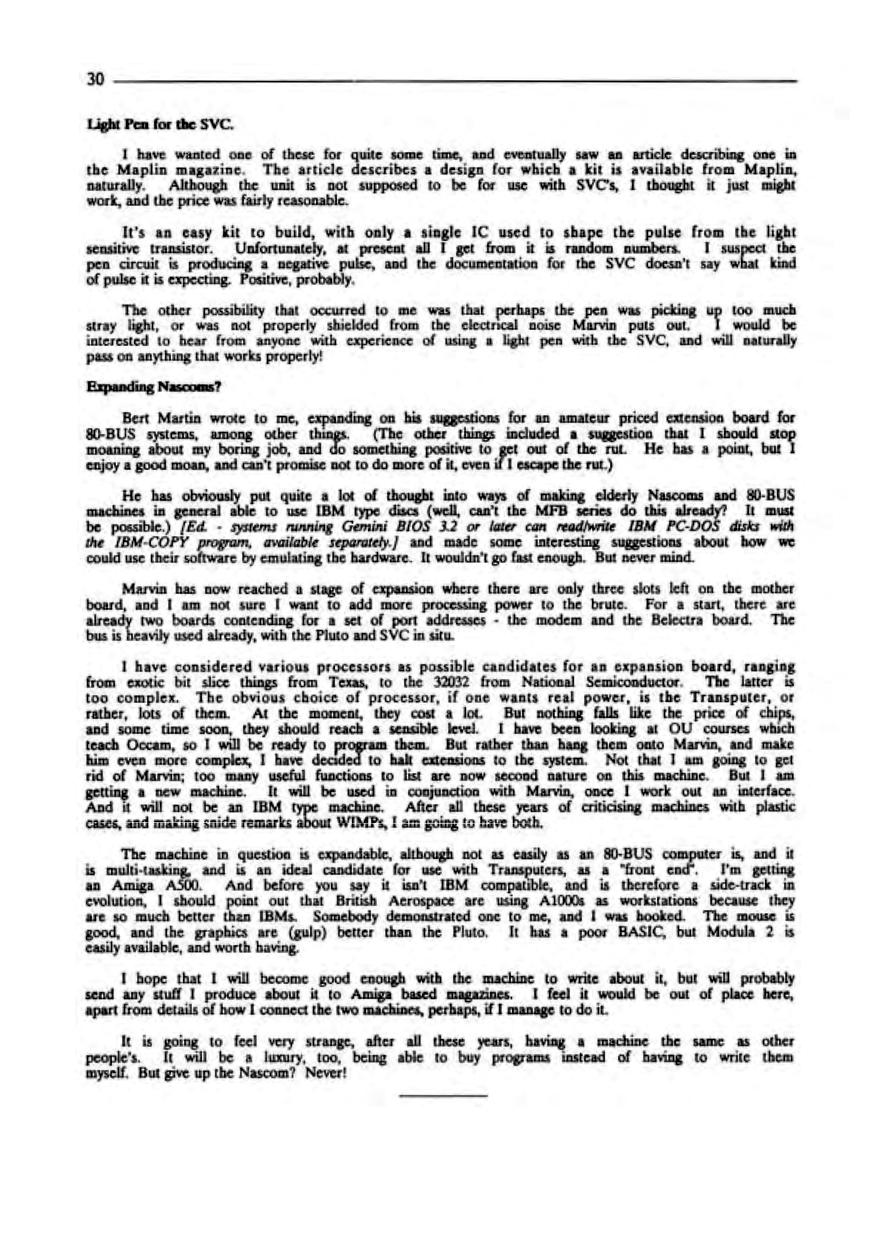 30
Light Pen for the SVC.
I have wanted one of these for quite some time, and eventually saw an article describing one in
the Maplin magazine. The article describes a design for which a kit is available from Maplin,
naturally. Although the unit is not supposed to be for use with SVC's, I thought it just might
work, and the price was fairly reasonable.
It's an easy kit to build, with only a single IC used to shape the pulse from the light
sensitive transistor. Unfortunately, at present all I get from it is random numbers. I suspect the
pen circuit is producing a negative pulse, and the documentation for the SVC doesn't say what kind
of pulse it is expecting. Positive, probably.
The other possibility that occurred to me was that perhaps the pen was picking up too much
stray light, or was not properly shielded from the electrical noise Marvin puts out. I would be
interested to hear from anyone with experience of using a light pen with the SVC, and will naturally
pass on anything that works properly!
Expanding Nascoms?
Bert Martin wrote to me, expanding on his suggestions for an amateur priced extension board for
80-BUS systems, among other things. (The other things included a suggestion that I should stop
moaning about my boring job, and do something positive to get out of the rut. He has a point, but I
enjoy a good moan, and can't promise not to do more of it, even if I escape the rut.)
He has obviously put quite a lot of thought into ways of making elderly Nascoms and 80-BUS
machines in general able to use IBM type discs (well, can't the MFB series do this already? It must
be possible.) [Ed. - systems running Gemini BIOS 3.2 or later can read/write IBM PC-DOS disks with
the IBM-COPY program, available separately.] and made some interesting suggestions about how we
could use their software by emulating the hardware. It wouldn't go fast enough. But never mind.
Marvin has now reached a stage of expansion where there are only three slots left on the mother
board, and I am not sure I want to add more processing power to the brute. For a start, there are
already two boards contending for a set of port addresses - the modem and the Belectra board. The
bus is heavily used already, with the Pluto and SVC in situ.
I have considered various processors as possible candidates for an expansion board, ranging
from exotic bit slice things from Texas, to the 32032 from National Semiconductor. The latter is
too complex. The obvious choice of processor, if one wants real power, is the Transputer, or
rather, lots of them. At the moment, they cost a lot. But nothing falls like the price of chips,
and some time soon, they should reach a sensible level. I have been looking at OU courses which
teach Occam, so I will be ready to program them. But rather than hang them onto Marvin, and make
him even more complex, I have decided to halt extensions to the system. Not that I am going to get
rid of Marvin; too many useful functions to list are now second nature on this machine. But I am
getting a new machine. It will be used in conjunction with Marvin, once I work out an interface.
And it will not be an IBM type machine. After all these years of criticising machines with plastic
cases, and making snide remarks about WIMPs, I am going to have both.
The machine in question is expandable, although not as easily as an 80-BUS computer is, and it
is multi-tasking, and is an ideal candidate for use with Transputers, as a "front end". I'm getting
an Amiga A500. And before you say it isn't IBM compatible, and is therefore a side-track in
evolution, I should point out that British Aerospace are using A1000s as workstations because they
are so much better than IBMs. Somebody demonstrated one to me, and I was hooked. The mouse is
good, and the graphics are (gulp) better than the Pluto. It has a poor BASIC, but Modula 2 is
easily available, and worth having.
I hope that I will become good enough with the machine to write about it, but will probably
send any stuff I produce about it to Amiga based magazines. I feel it would be out of place here,
apart from details of how I connect the two machines, perhaps, if I manage to do it.
It is going to feel very strange, after all these years, having a machine the same as other
people's. It will be a luxury, too, being able to buy programs instead of having to write them
myself. But give up the Nascom? Never!